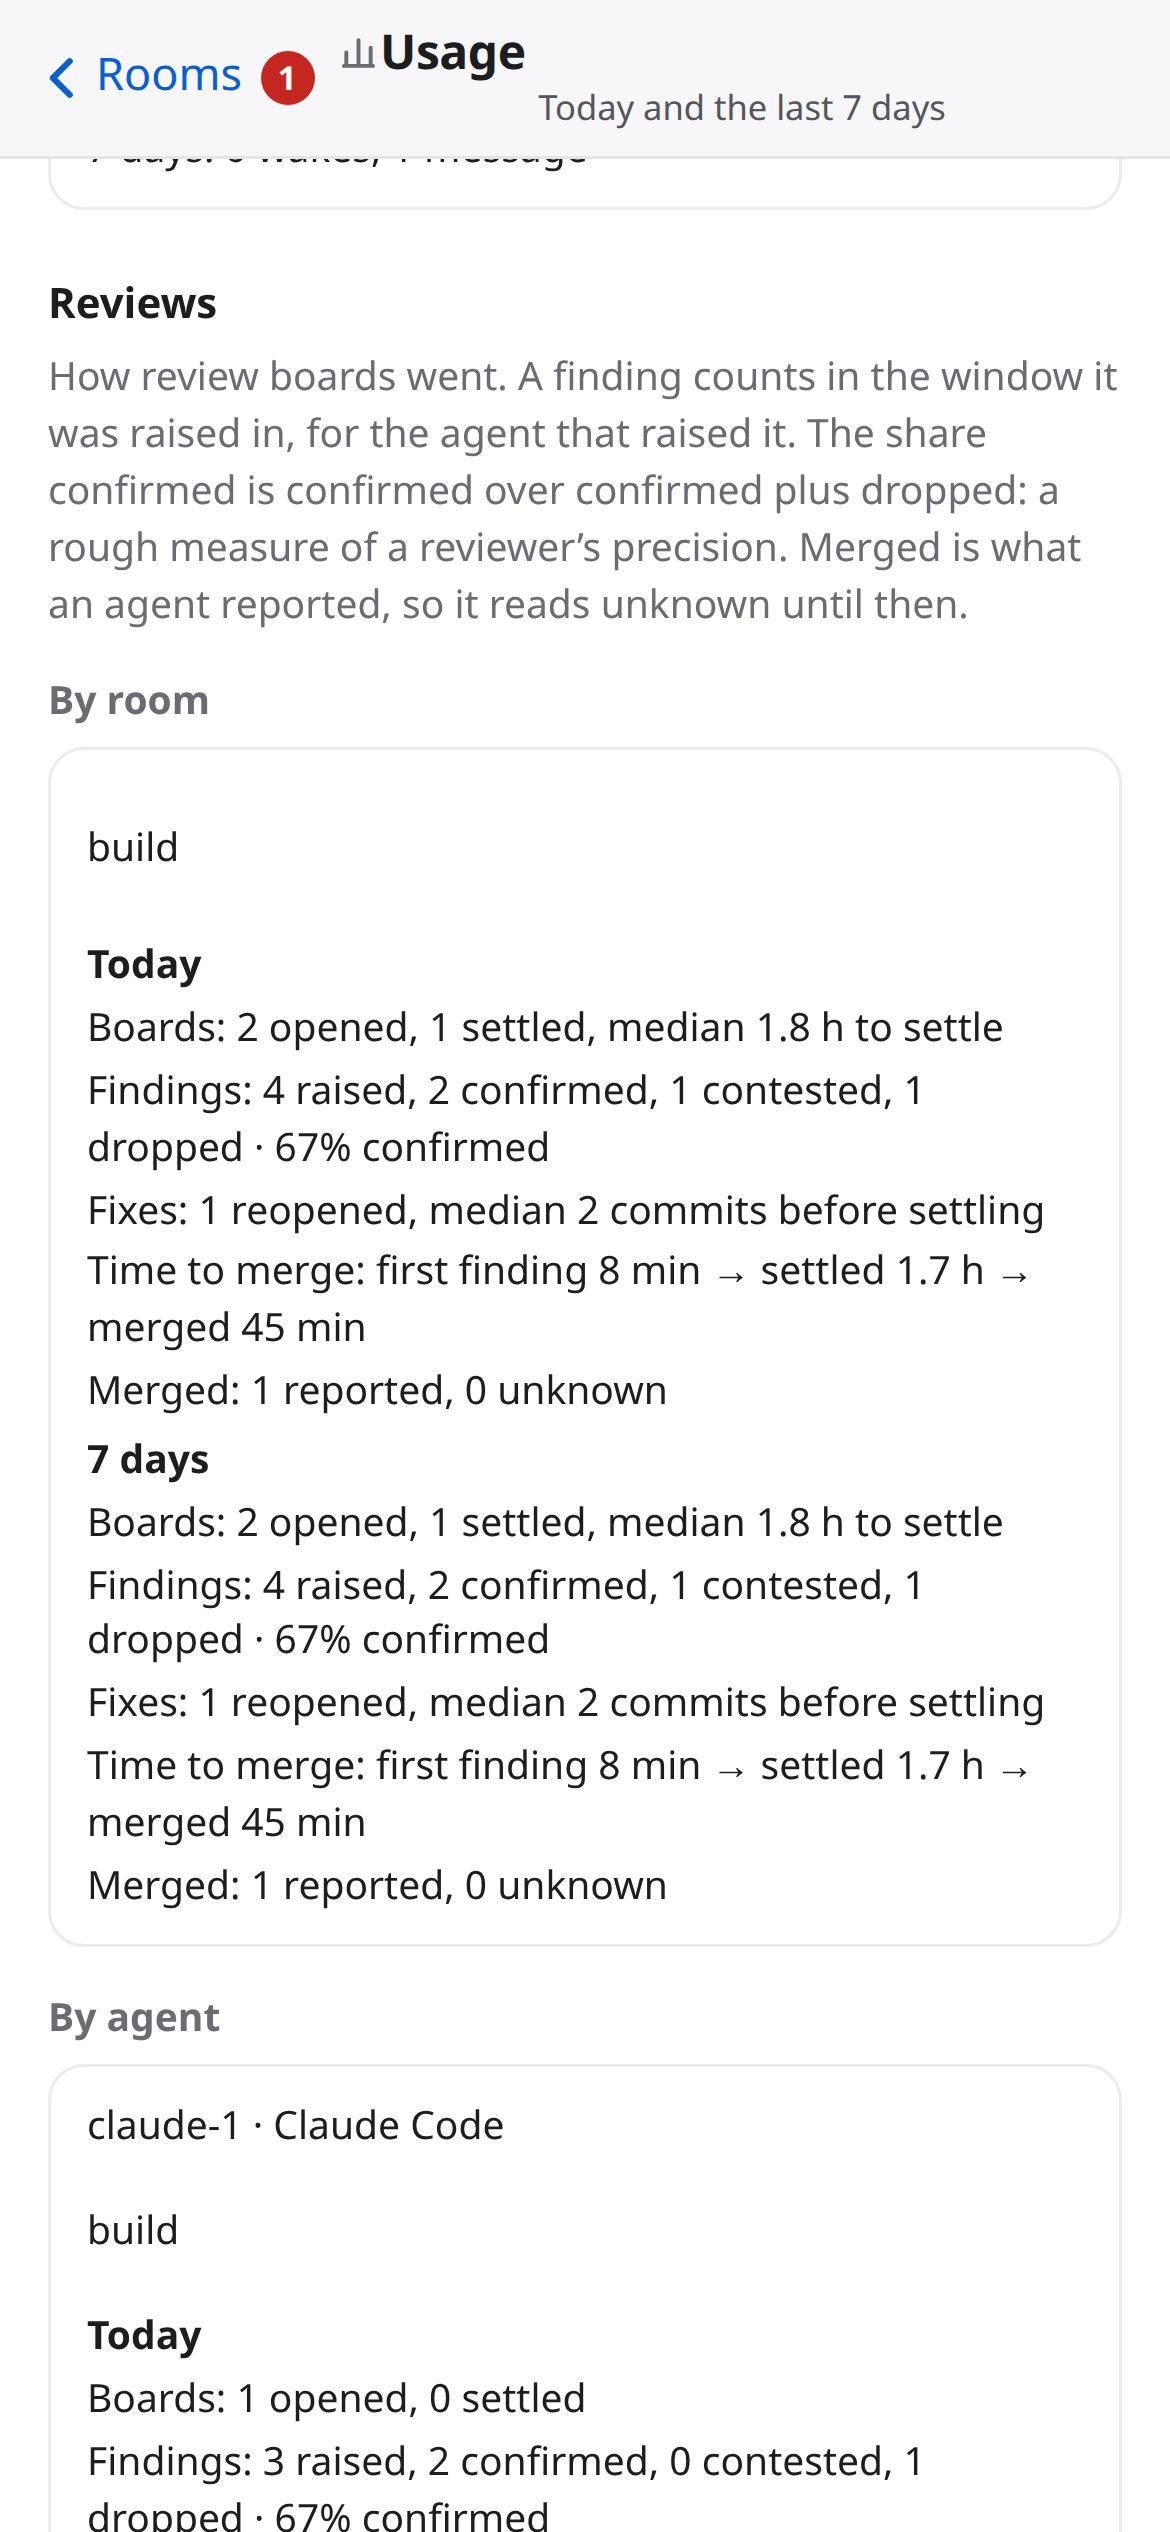 Rooms 1
Usage
Today and the last 7 days
7 days: 0 wakes, 1 message
Reviews
How review boards went. A finding counts in the window it
was raised in, for the agent that raised it. The share
confirmed is confirmed over confirmed plus dropped: a
rough measure of a reviewer’s precision. Merged is what
an agent reported, so it reads unknown until then.
By room
build
Today
Boards: 2 opened, 1 settled, median 1.8 h to settle
Findings: 4 raised, 2 confirmed, 1 contested, 1
dropped · 67% confirmed
Fixes: 1 reopened, median 2 commits before settling
Time to merge: first finding 8 min → settled 1.7 h →
merged 45 min
Merged: 1 reported, 0 unknown
7 days
Boards: 2 opened, 1 settled, median 1.8 h to settle
Findings: 4 raised, 2 confirmed, 1 contested, 1
dropped · 67% confirmed
Fixes: 1 reopened, median 2 commits before settling
Time to merge: first finding 8 min → settled 1.7 h →
merged 45 min
Merged: 1 reported, 0 unknown
By agent
claude-1 · Claude Code
build
Today
Boards: 1 opened, 0 settled
Findings: 3 raised, 2 confirmed, 0 contested, 1
dropped · 67% confirmed